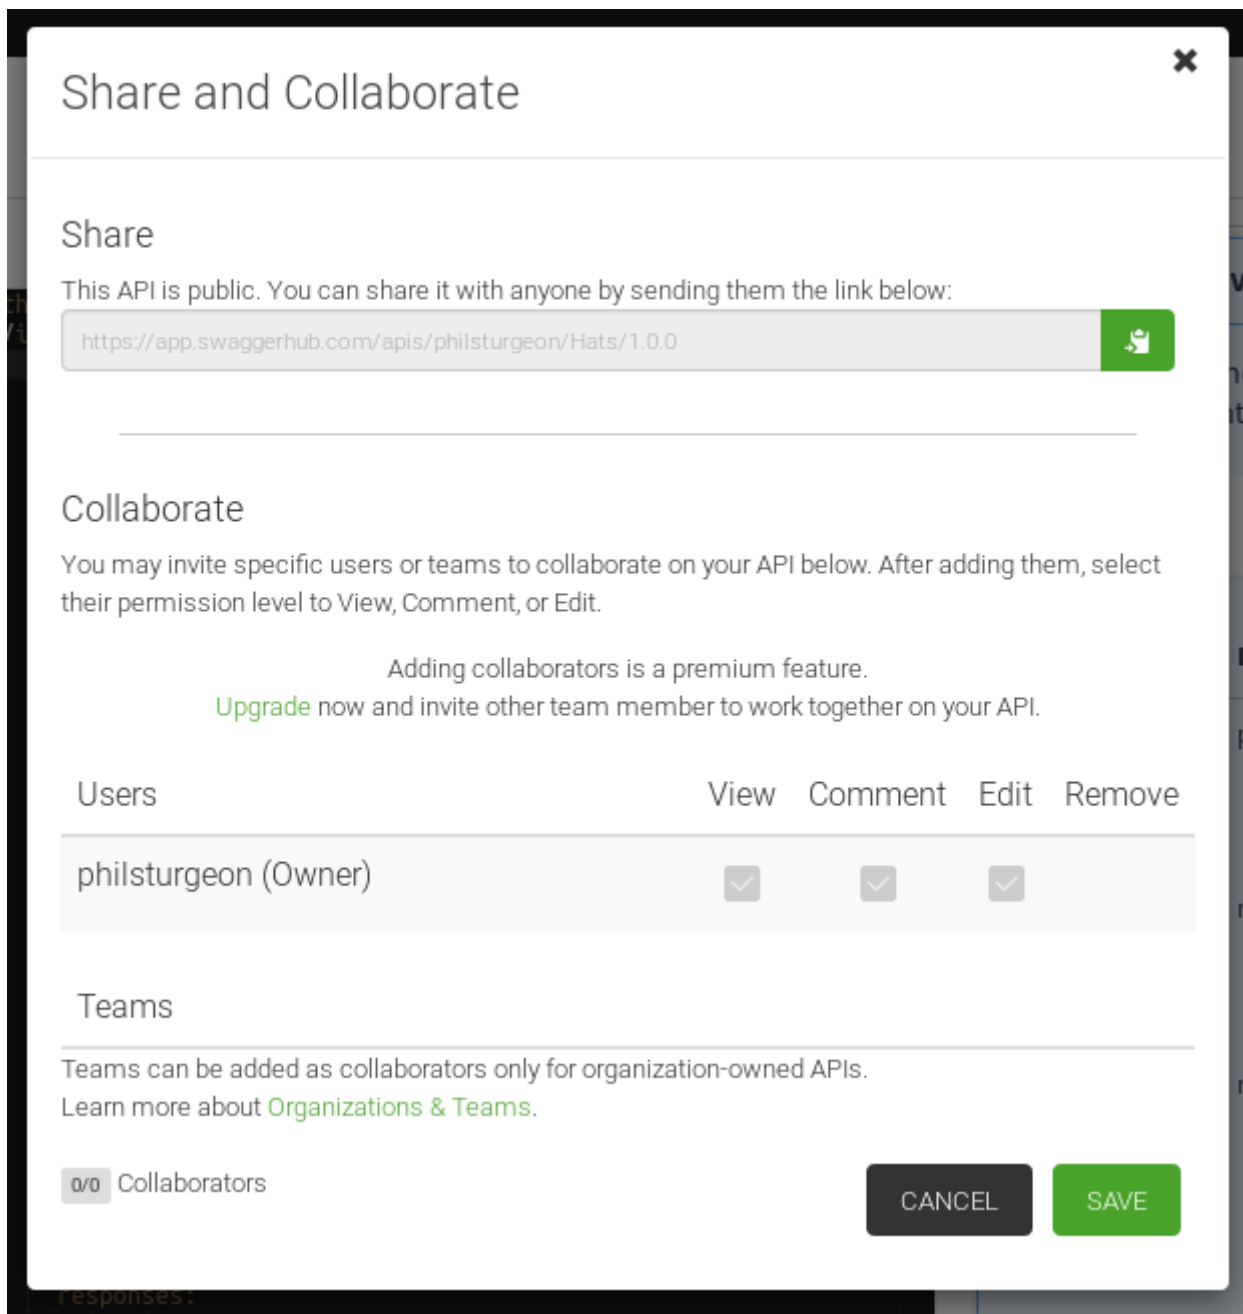 Share and Collaborate
Share
This API is public. You can share it with anyone by sending them the link below:
https://app.swaggerhub.com/apis/philsturgeon/Hats/1.0.0
Collaborate
You may invite specific users or teams to collaborate on your API below. After adding them, select
their permission level to View, Comment, or Edit.
Adding collaborators is a premium feature.
Upgrade now and invite other team member to work together on your API.
Users View Comment Edit Remove
philsturgeon (Owner)
Teams
Teams can be added as collaborators only for organization-owned APIs.
Learn more about Organizations & Teams.
0/0 Collaborators
CANCEL SAVE
responses: